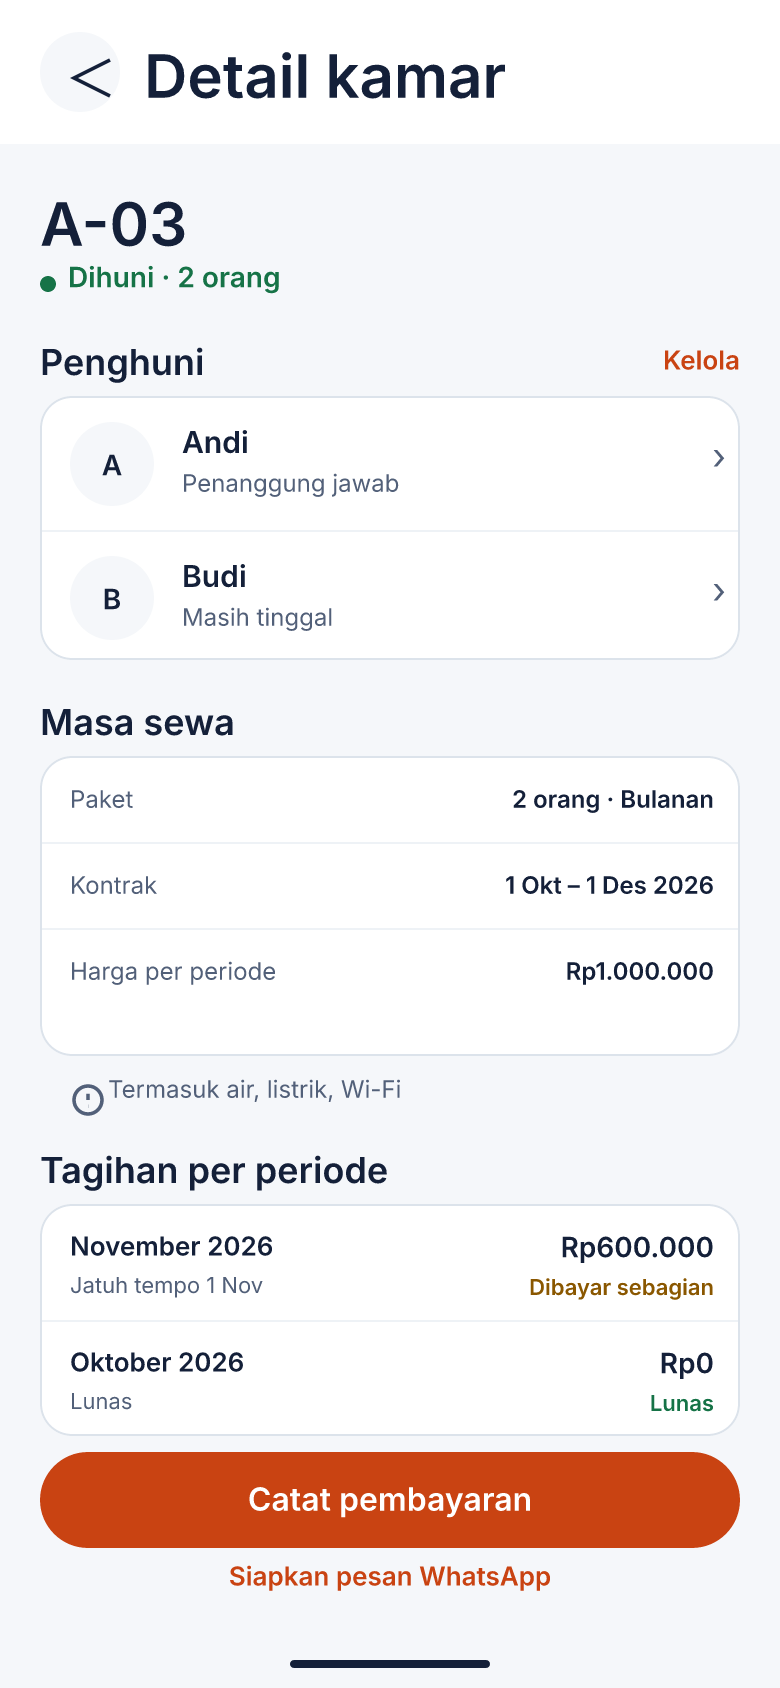 Detail kamar
A-03
Dihuni · 2 orang
Penghuni
Kelola
A
Andi
Penanggung jawab
B
Budi
Masih tinggal
Masa sewa
Paket
2 orang · Bulanan
Kontrak
1 Okt – 1 Des 2026
Harga per periode
Rp1.000.000
Termasuk air, listrik, Wi-Fi
Tagihan per periode
November 2026
Rp600.000
Jatuh tempo 1 Nov
Dibayar sebagian
Oktober 2026
Rp0
Lunas
Lunas
Catat pembayaran
Siapkan pesan WhatsApp